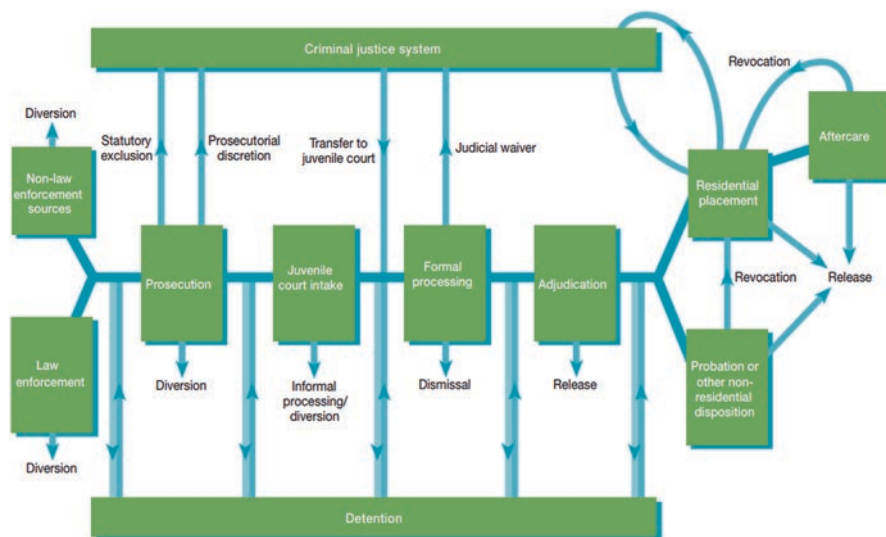 Criminal justice system
Revocation
Diversion
Statutory
exclusion
Prosecutorial
discretion
Transfer to
juvenile court
Judicial waiver
Aftercare
Non-law
enforcement
sources
Residential
placement
Prosecution
Juvenile
court intake
Formal
processing
Adjudication
Revocation
Release
Law
enforcement
Diversion
Informal
processing/
diversion
Dismissal
Release
Probation or
other non-
residential
disposition
Diversion
Detention